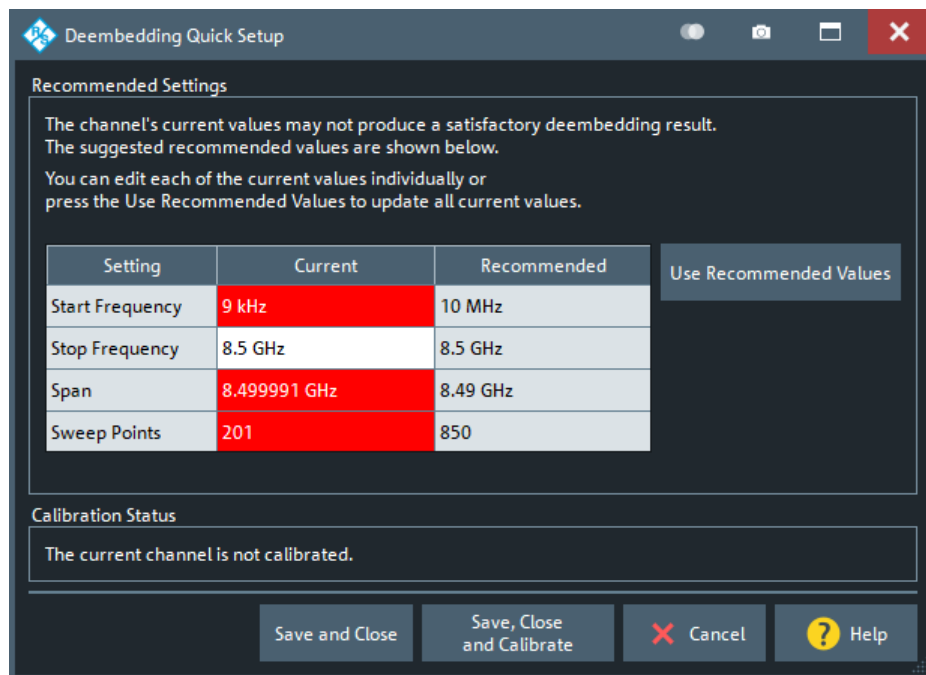 R&S Deembedding Quick Setup
Recommended Settings
The channel's current values may not produce a satisfactory deembedding result.
The suggested recommended values are shown below.
You can edit each of the current values individually or
press the Use Recommended Values to update all current values.
Setting Current Recommended
Use Recommended Values
Start Frequency 9 kHz 10 MHz
Stop Frequency 8.5 GHz 8.5 GHz
Span 8.499991 GHz 8.49 GHz
Sweep Points 201 850
Calibration Status
The current channel is not calibrated.
Save and Close
Save, Close
and Calibrate
Cancel
? Help